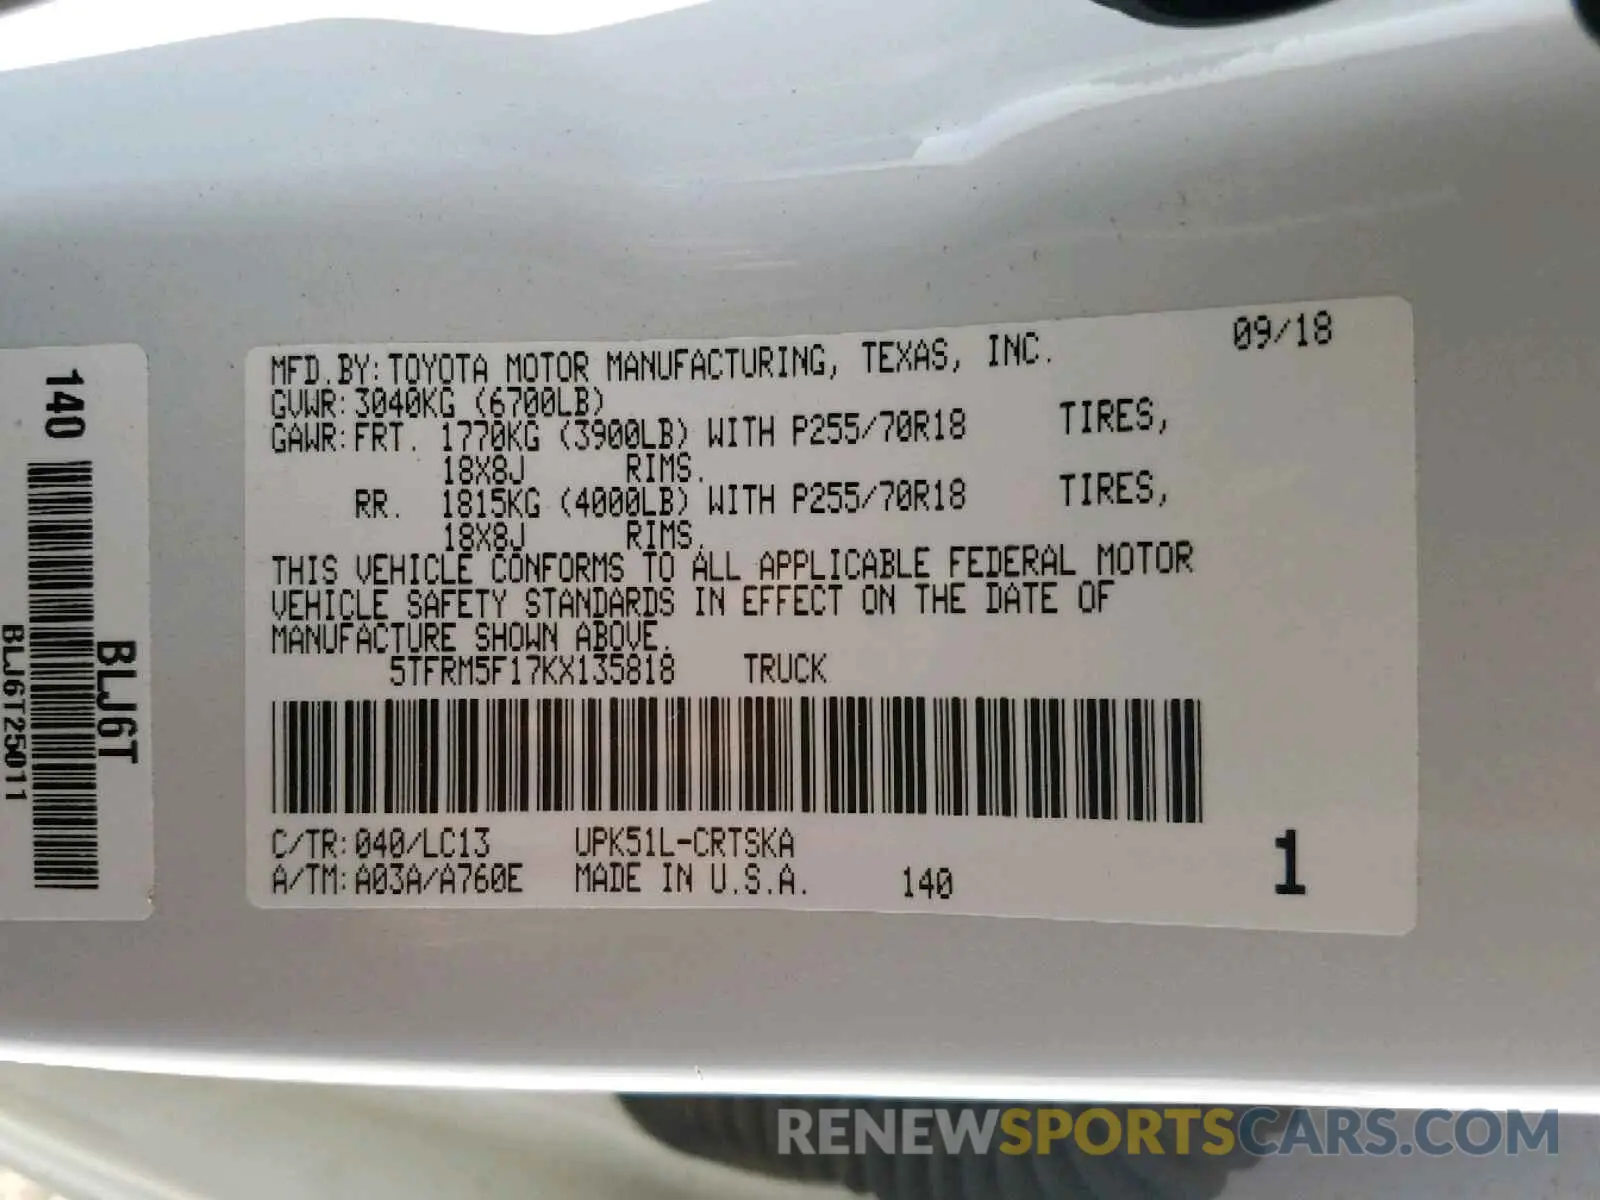 140
BLJ6T
BLJ6T25011
MFD.BY:TOYOTA MOTOR MANUFACTURING, TEXAS, INC. 09/18
GVWR:3040KG (6700LB)
GAWR:FRT. 1770KG (3900LB) WITH P255/70R18 TIRES,
18X8J RIMS.
RR. 1815KG (4000LB) WITH P255/70R18 TIRES,
18X8J RIMS.
THIS VEHICLE CONFORMS TO ALL APPLICABLE FEDERAL MOTOR
VEHICLE SAFETY STANDARDS IN EFFECT ON THE DATE OF
MANUFACTURE SHOWN ABOVE.
5TFRM5F17KX135818 TRUCK
C/TR:040/LC13 UPK51L-CRTSKA
A/TM:A03A/A760E MADE IN U.S.A. 140
1
RENEWSPORTSCARS.COM